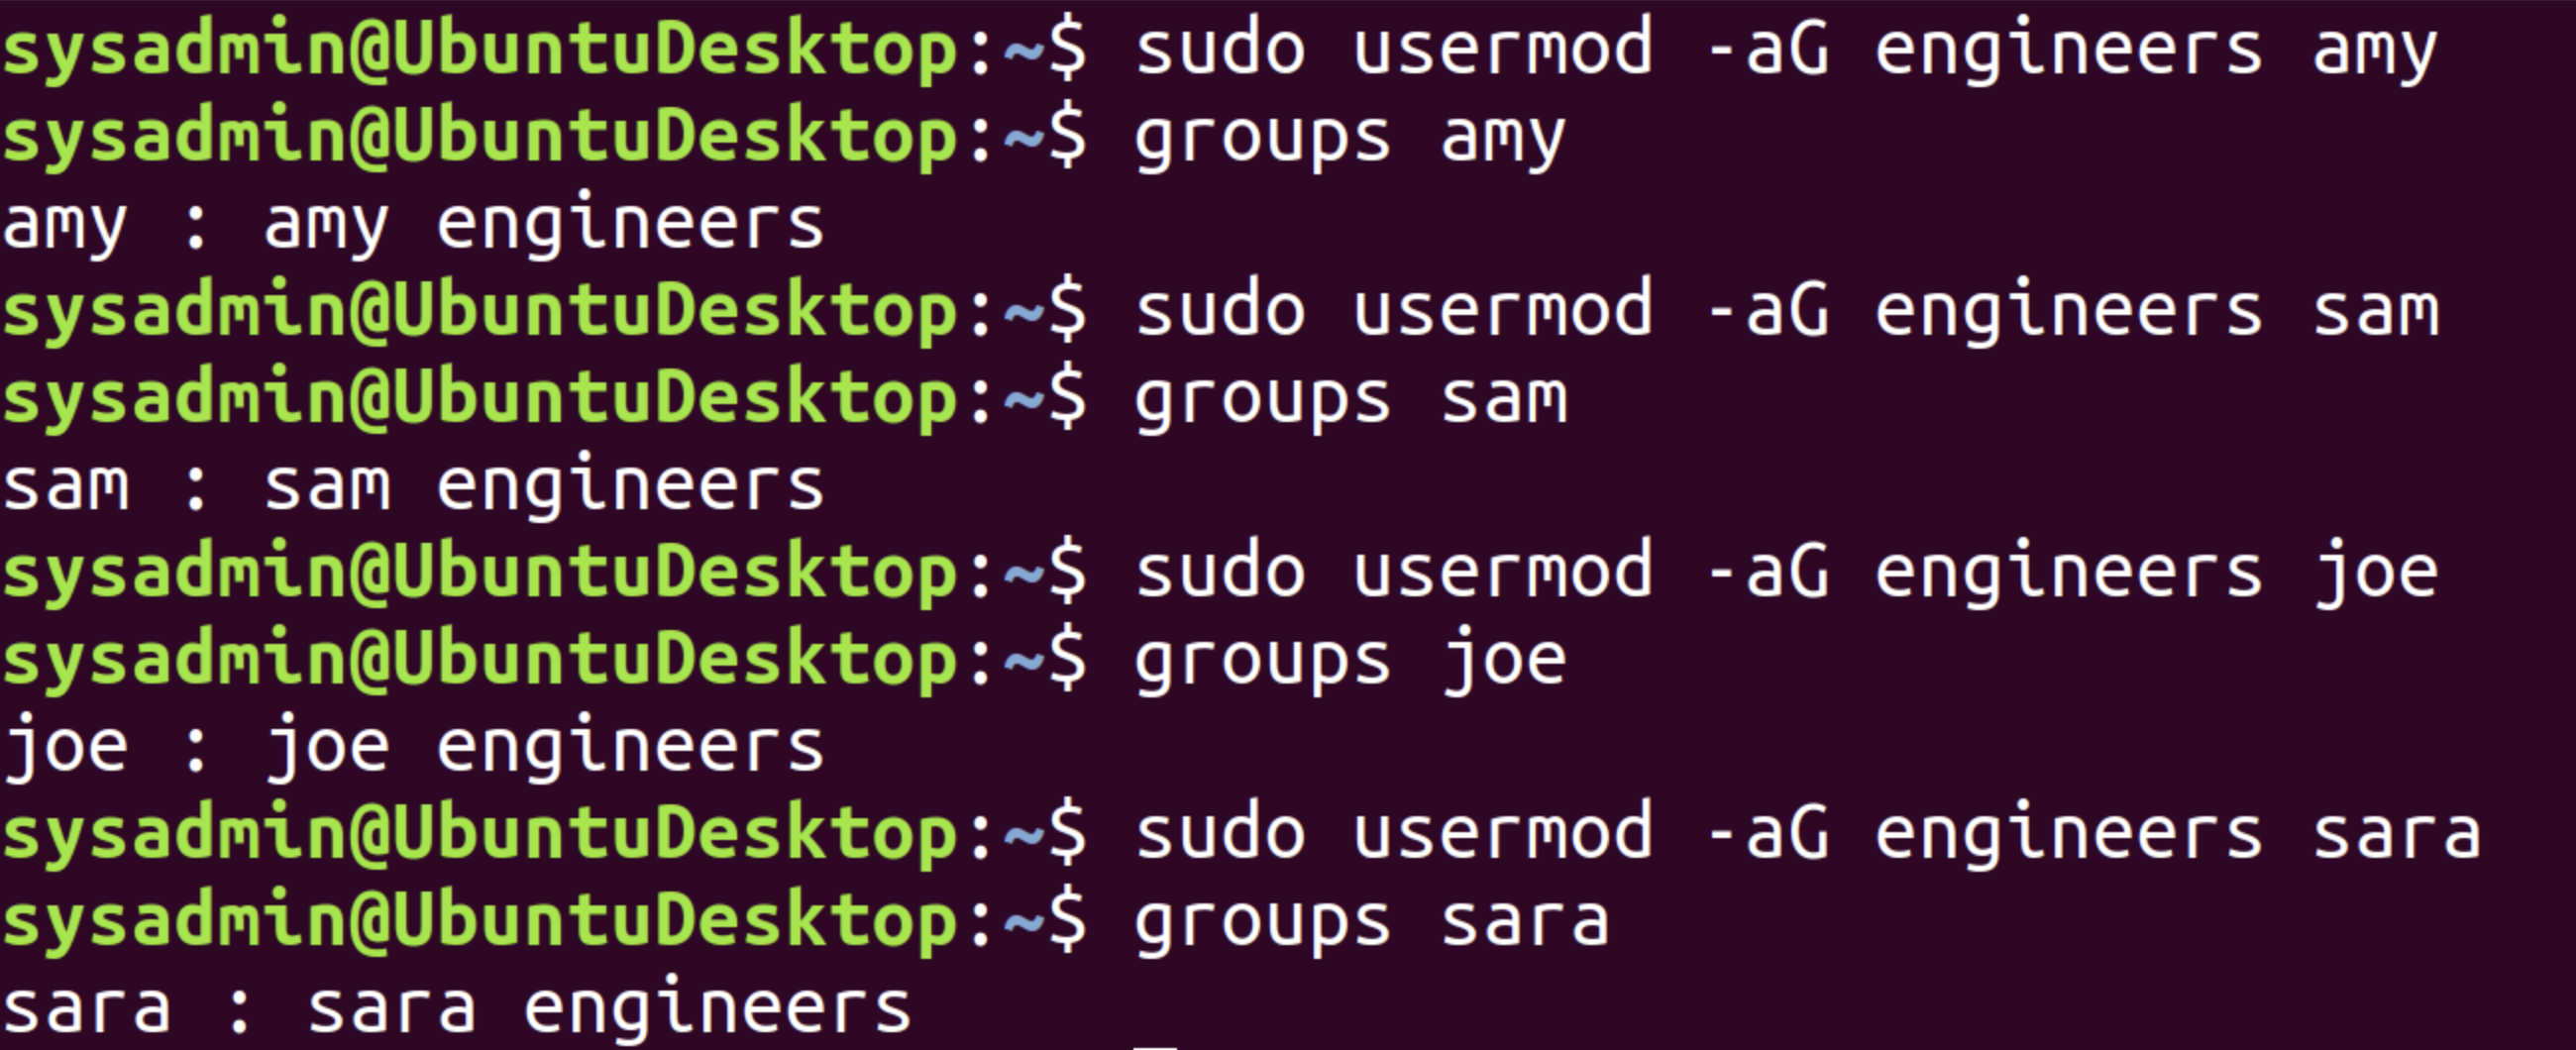 sysadmin@UbuntuDesktop:~$ sudo usermod -aG engineers amy
sysadmin@UbuntuDesktop:~$ groups amy
amy : amy engineers
sysadmin@UbuntuDesktop:~$ sudo usermod -aG engineers sam
sysadmin@UbuntuDesktop:~$ groups sam
sam : sam engineers
sysadmin@UbuntuDesktop:~$ sudo usermod -aG engineers joe
sysadmin@UbuntuDesktop:~$ groups joe
joe : joe engineers
sysadmin@UbuntuDesktop:~$ sudo usermod -aG engineers sara
sysadmin@UbuntuDesktop:~$ groups sara
sara : sara engineers